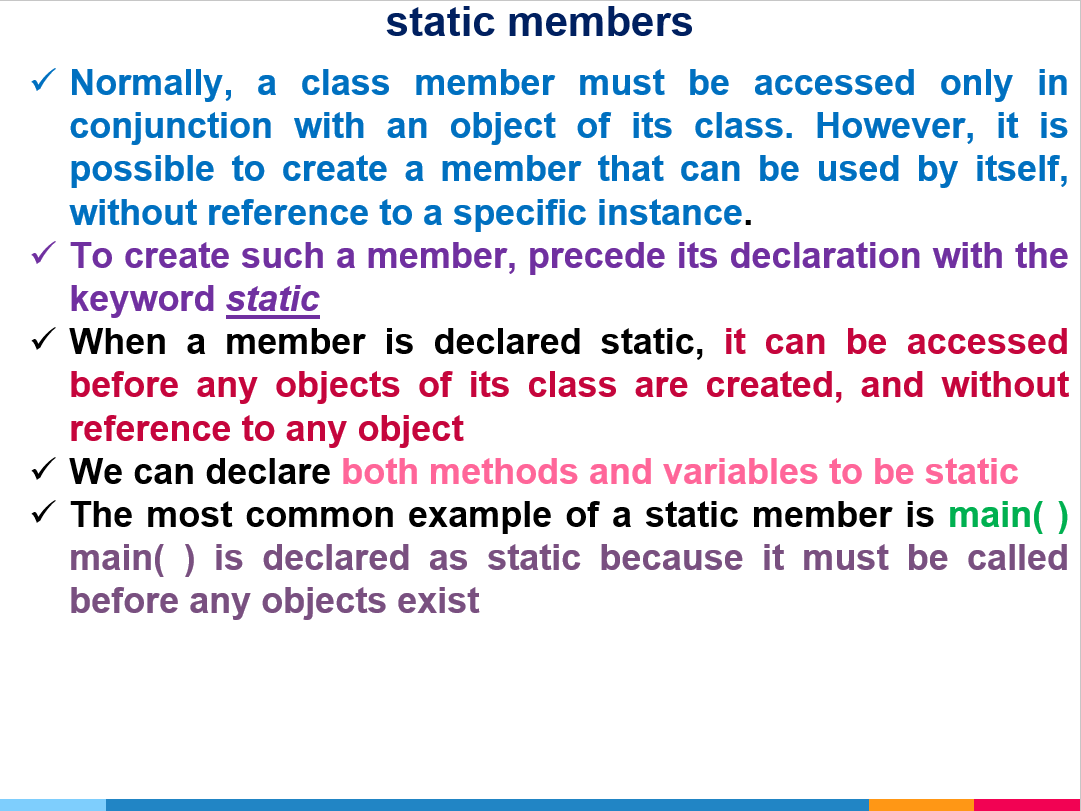 static members
✓ Normally, a class member must be accessed only in
conjunction with an object of its class. However, it is
possible to create a member that can be used by itself,
without reference to a specific instance.
✓ To create such a member, precede its declaration with the
keyword static
✓ When a member is declared static, it can be accessed
before any objects of its class are created, and without
reference to any object
✓ We can declare both methods and variables to be static
✓ The most common example of a static member is main( )
main( ) is declared as static because it must be called
before any objects exist